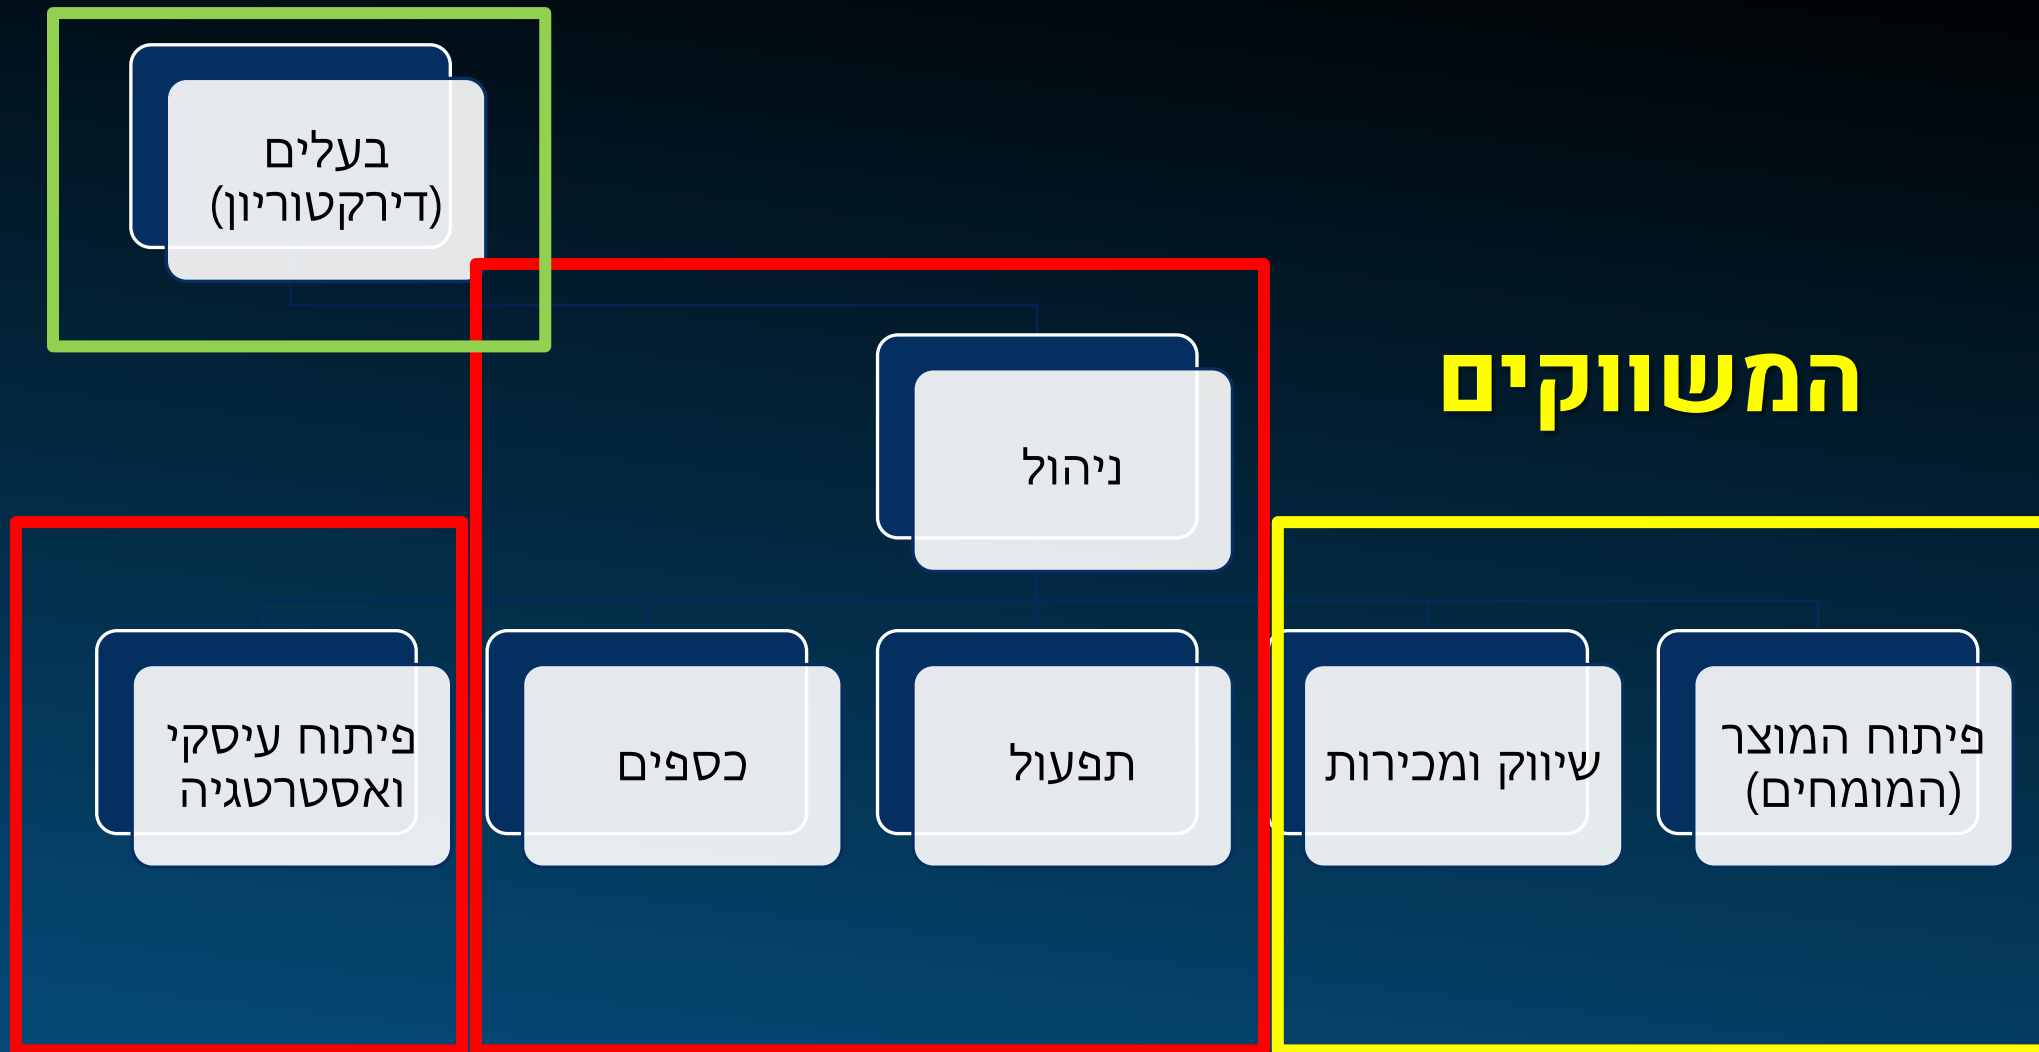 בעלים
(דירקטוריון)
המשווקים
ניהול
פיתוח המוצר
(המומחים)
שיווק ומכירות
תפעול
כספים
פיתוח עיסקי
ואסטרטגיה